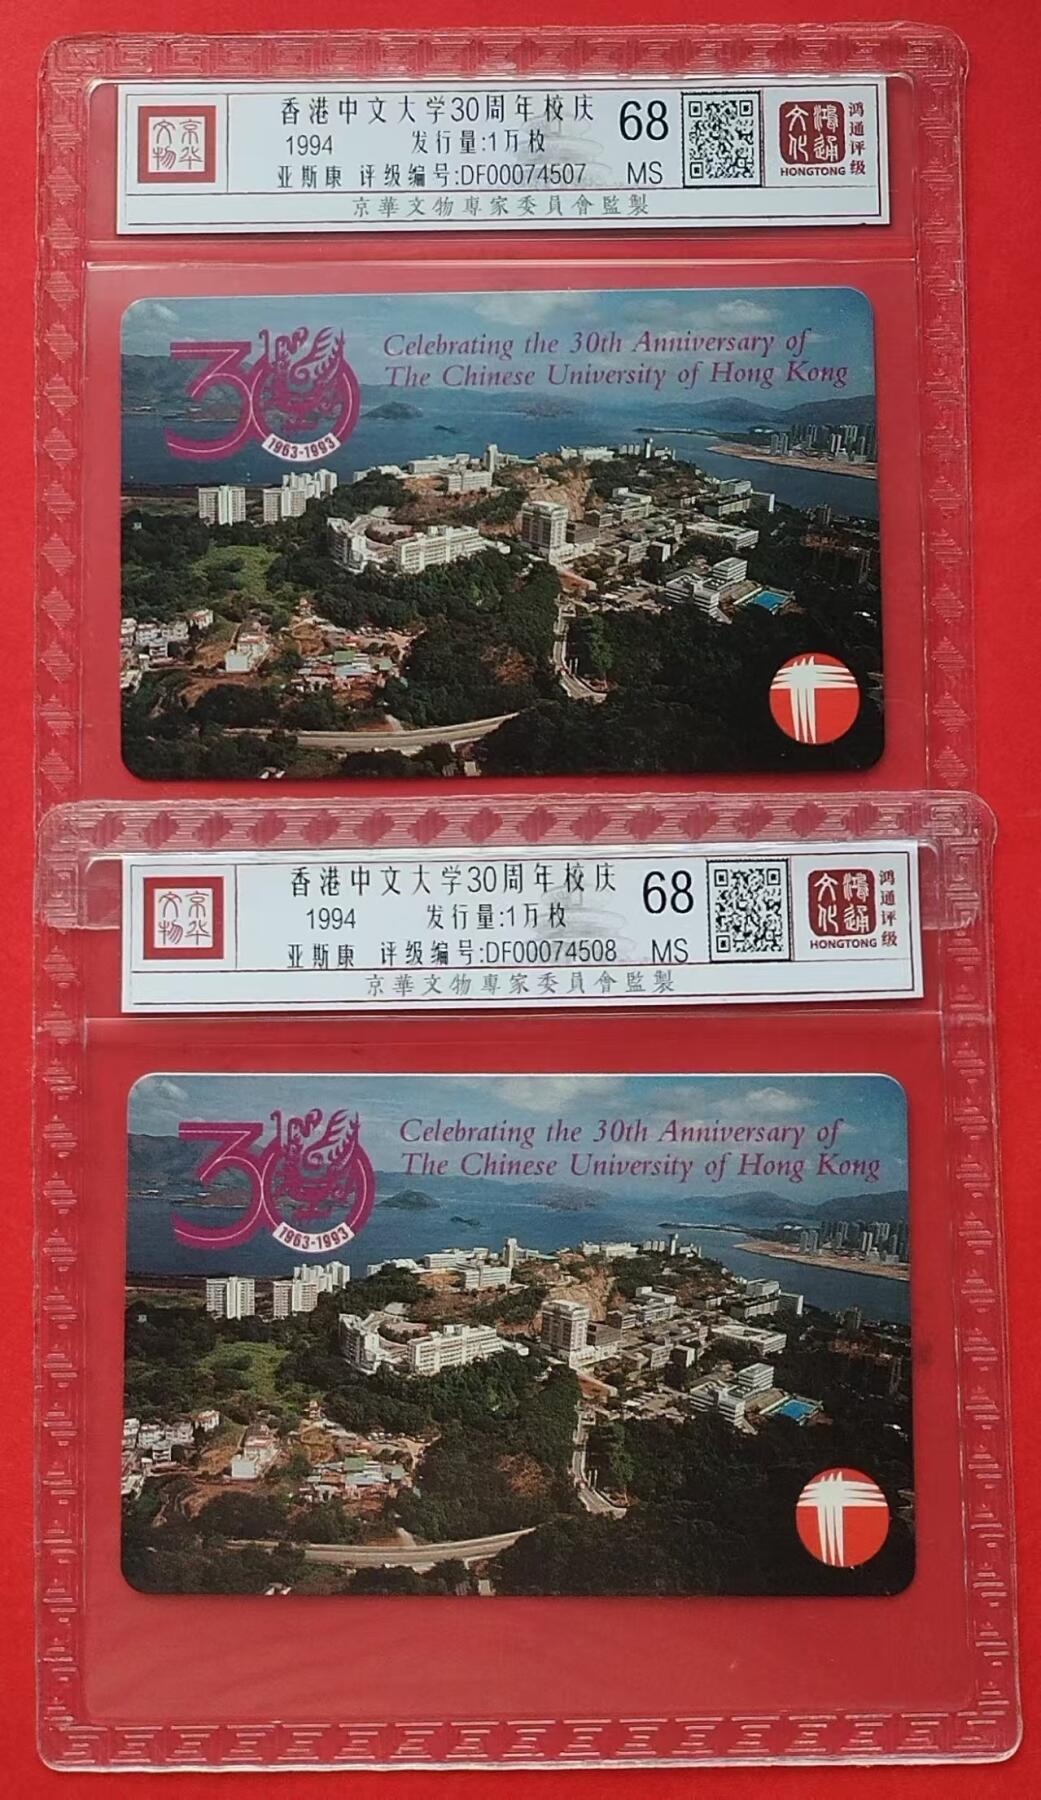 京华文物
香港中文大学30周年校庆
1994 发行量:1万枚
亚斯康 评级编号:DF00074507
68
MS
鸿通文化
HONGTONG
鸿通评级
京華文物專家委員會監製
30
1963-1993
Celebrating the 30th Anniversary of
The Chinese University of Hong Kong
京华文物
香港中文大学30周年校庆
1994 发行量:1万枚
亚斯康 评级编号:DF00074508
68
MS
鸿通文化
HONGTONG
鸿通评级
京華文物專家委員會監製
30
1963-1993
Celebrating the 30th Anniversary of
The Chinese University of Hong Kong